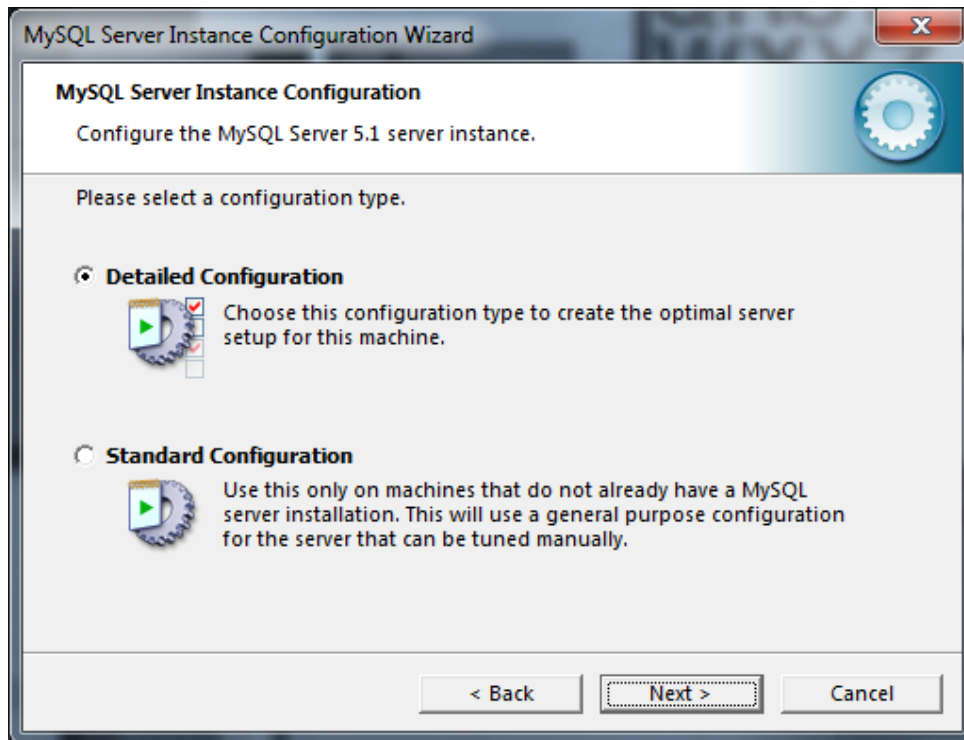 MySQL Server Instance Configuration Wizard
MySQL Server Instance Configuration
Configure the MySQL Server 5.1 server instance.
Please select a configuration type.
Detailed Configuration
Choose this configuration type to create the optimal server
setup for this machine.
Standard Configuration
Use this only on machines that do not already have a MySQL
server installation. This will use a general purpose configuration
for the server that can be tuned manually.
< Back
Next >
Cancel